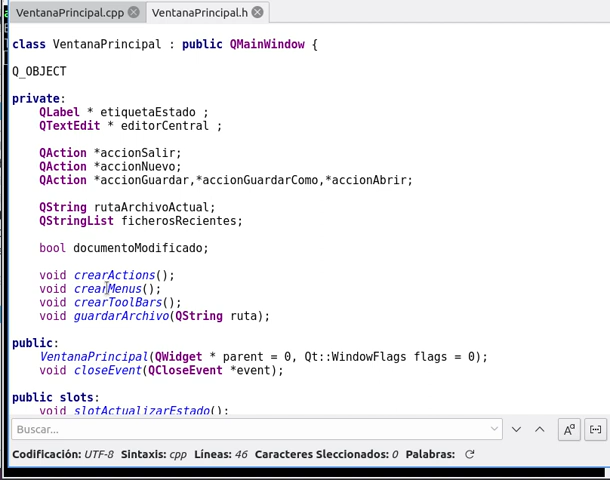 VentanaPrincipal.cpp VentanaPrincipal.h
class VentanaPrincipal : public QMainWindow {
Q_OBJECT
private:
QLabel * etiquetaEstado ;
QTextEdit * editorCentral ;
QAction *accionSalir;
QAction *accionNuevo;
QAction *accionGuardar,*accionGuardarComo,*accionAbrir;
QString rutaArchivoActual;
QStringList ficherosRecientes;
bool documentoModificado;
void crearActions();
void crearMenus();
void crearToolBars();
void guardarArchivo(QString ruta);
public:
VentanaPrincipal(QWidget * parent = 0, Qt::WindowFlags flags = 0);
void closeEvent(QCloseEvent *event);
public slots:
void slotActualizarEstado();
Buscar...
Codificación: UTF-8 Sintaxis: cpp Líneas: 46 Caracteres Sleccionados: 0 Palabras: